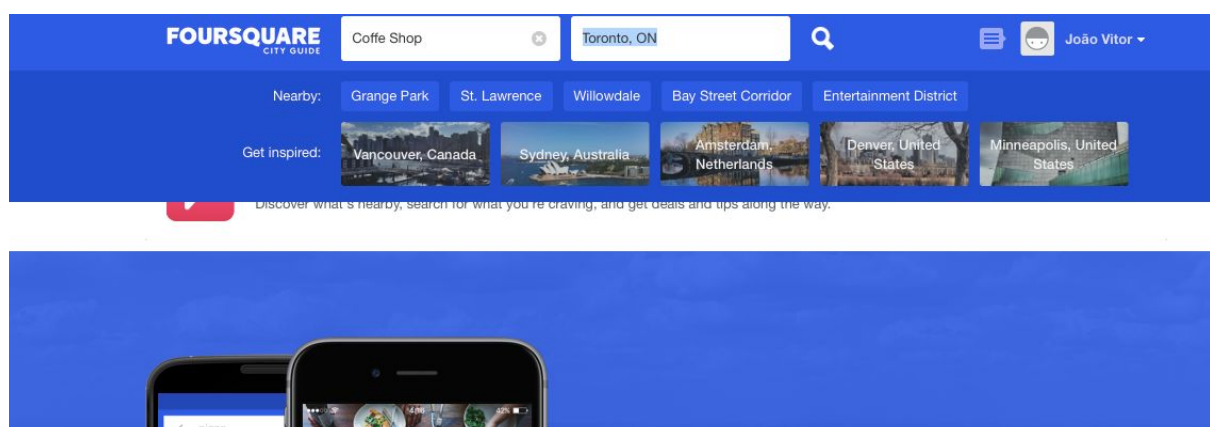 FOURSQUARE
CITY GUIDE
Coffe Shop
Toronto, ON
João Vitor
Nearby: Grange Park St. Lawrence Willowdale Bay Street Corridor Entertainment District
Get inspired: Vancouver, Canada Sydney, Australia Amsterdam, Netherlands Denver, United States Minneapolis, United States
Discover what's nearby, search for what you're craving, and get deals and tips along the way.
42%